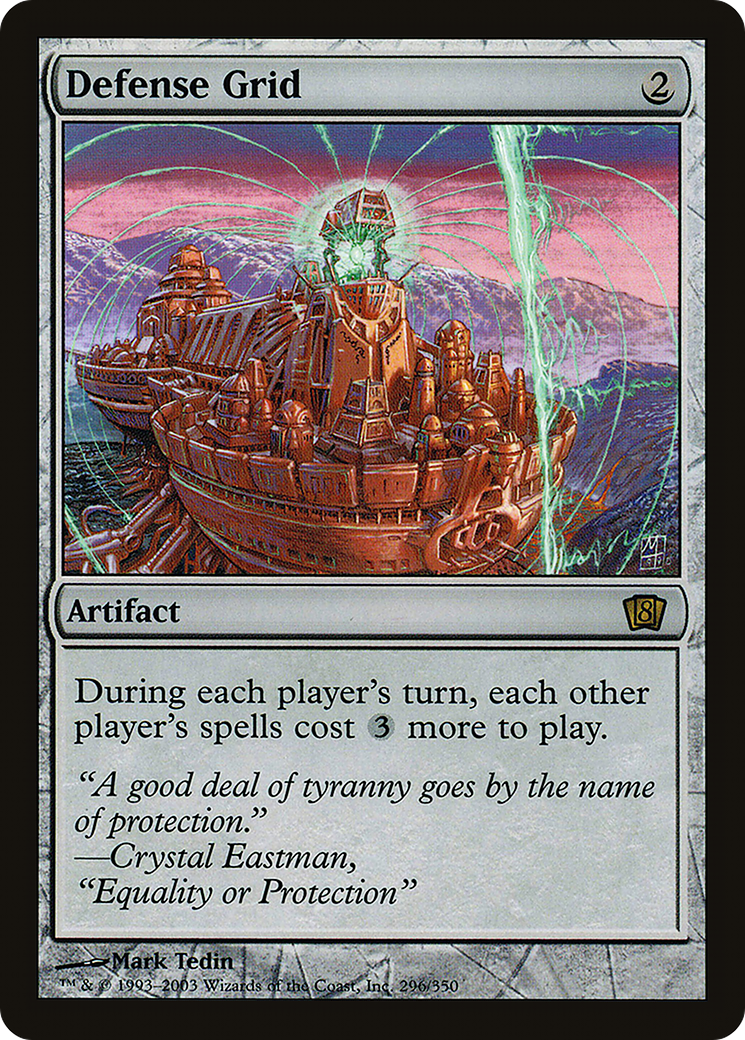 Defense Grid 2
Artifact 8
During each player's turn, each other
player's spells cost 3 more to play.
“A good deal of tyranny goes by the name
of protection.”
—Crystal Eastman,
“Equality or Protection”
Mark Tedin
™ & © 1993–2003 Wizards of the Coast, Inc. 296/350